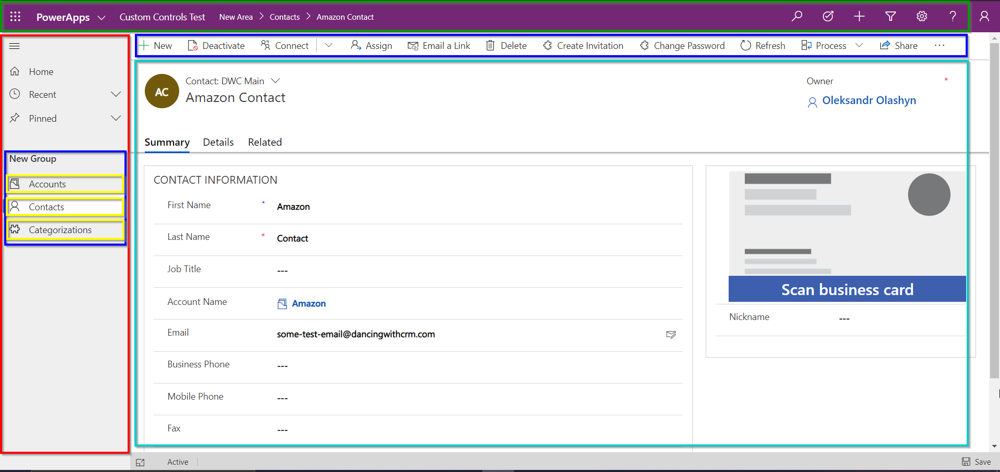 PowerApps Custom Controls Test New Area Contacts Amazon Contact
New Deactivate Connect Assign Email a Link Delete Create Invitation Change Password Refresh Process Share
Home
Recent
Pinned
New Group
Accounts
Contacts
Categorizations
AC
Contact: DWC Main
Amazon Contact
Owner *
Oleksandr Olashyn
Summary Details Related
CONTACT INFORMATION
First Name + Amazon
Last Name * Contact
Job Title ---
Account Name Amazon
Email some-test-email@dancingwithcrm.com
Business Phone ---
Mobile Phone ---
Fax ---
Scan business card
Nickname ---
Active
Save